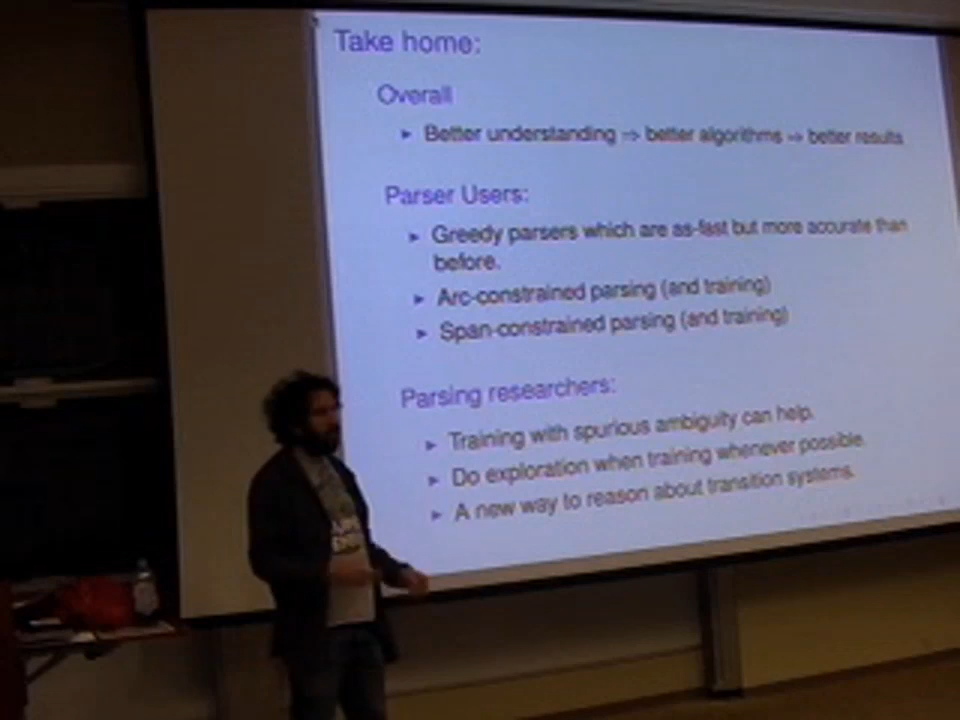 Take home:
Overall
► Better understanding → better algorithms → better results
Parser Users:
► Greedy parsers which are as-fast but more accurate than
before.
► Arc-constrained parsing (and training)
► Span-constrained parsing (and training)
Parsing researchers:
► Training with spurious ambiguity can help.
► Do exploration when training whenever possible.
► A new way to reason about transition systems.